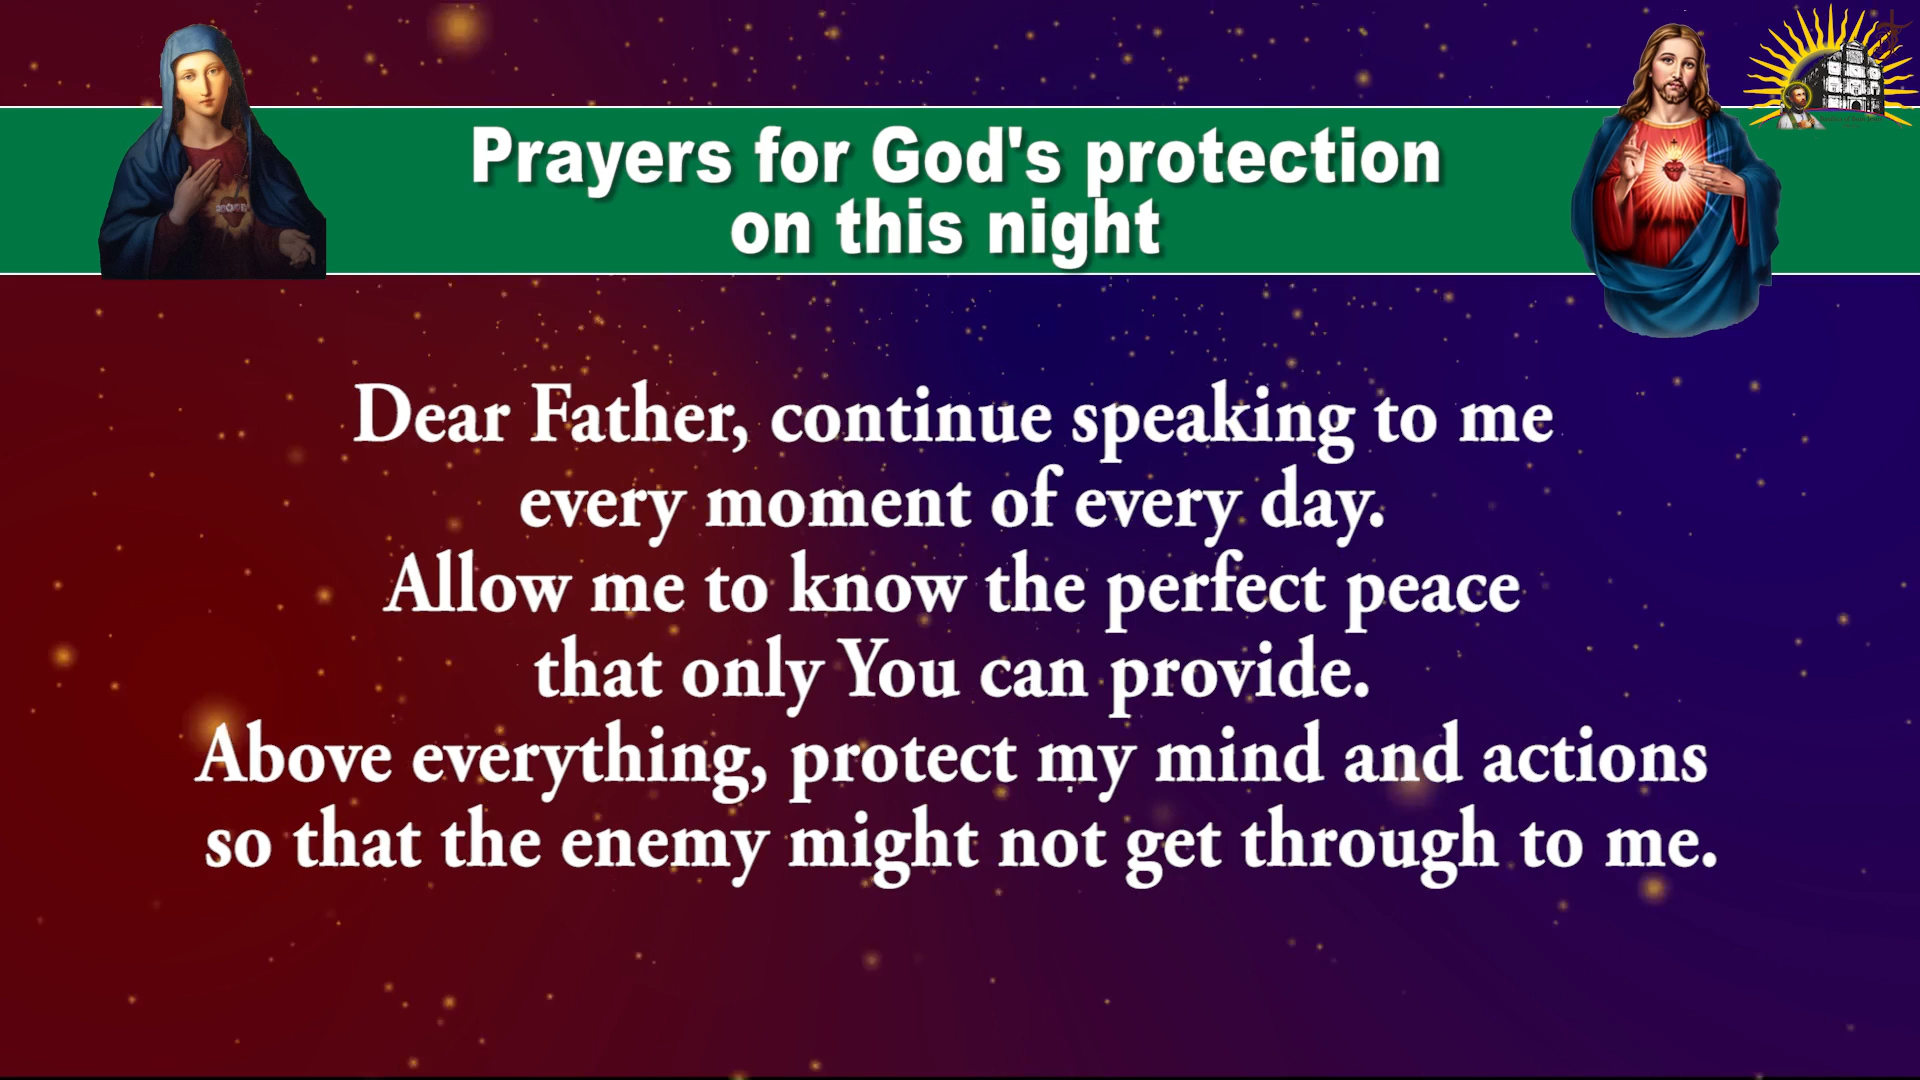 Prayers for God's protection
on this night
Dear Father, continue speaking to me
every moment of every day.
Allow me to know the perfect peace
that only You can provide.
Above everything, protect my mind and actions
so that the enemy might not get through to me.